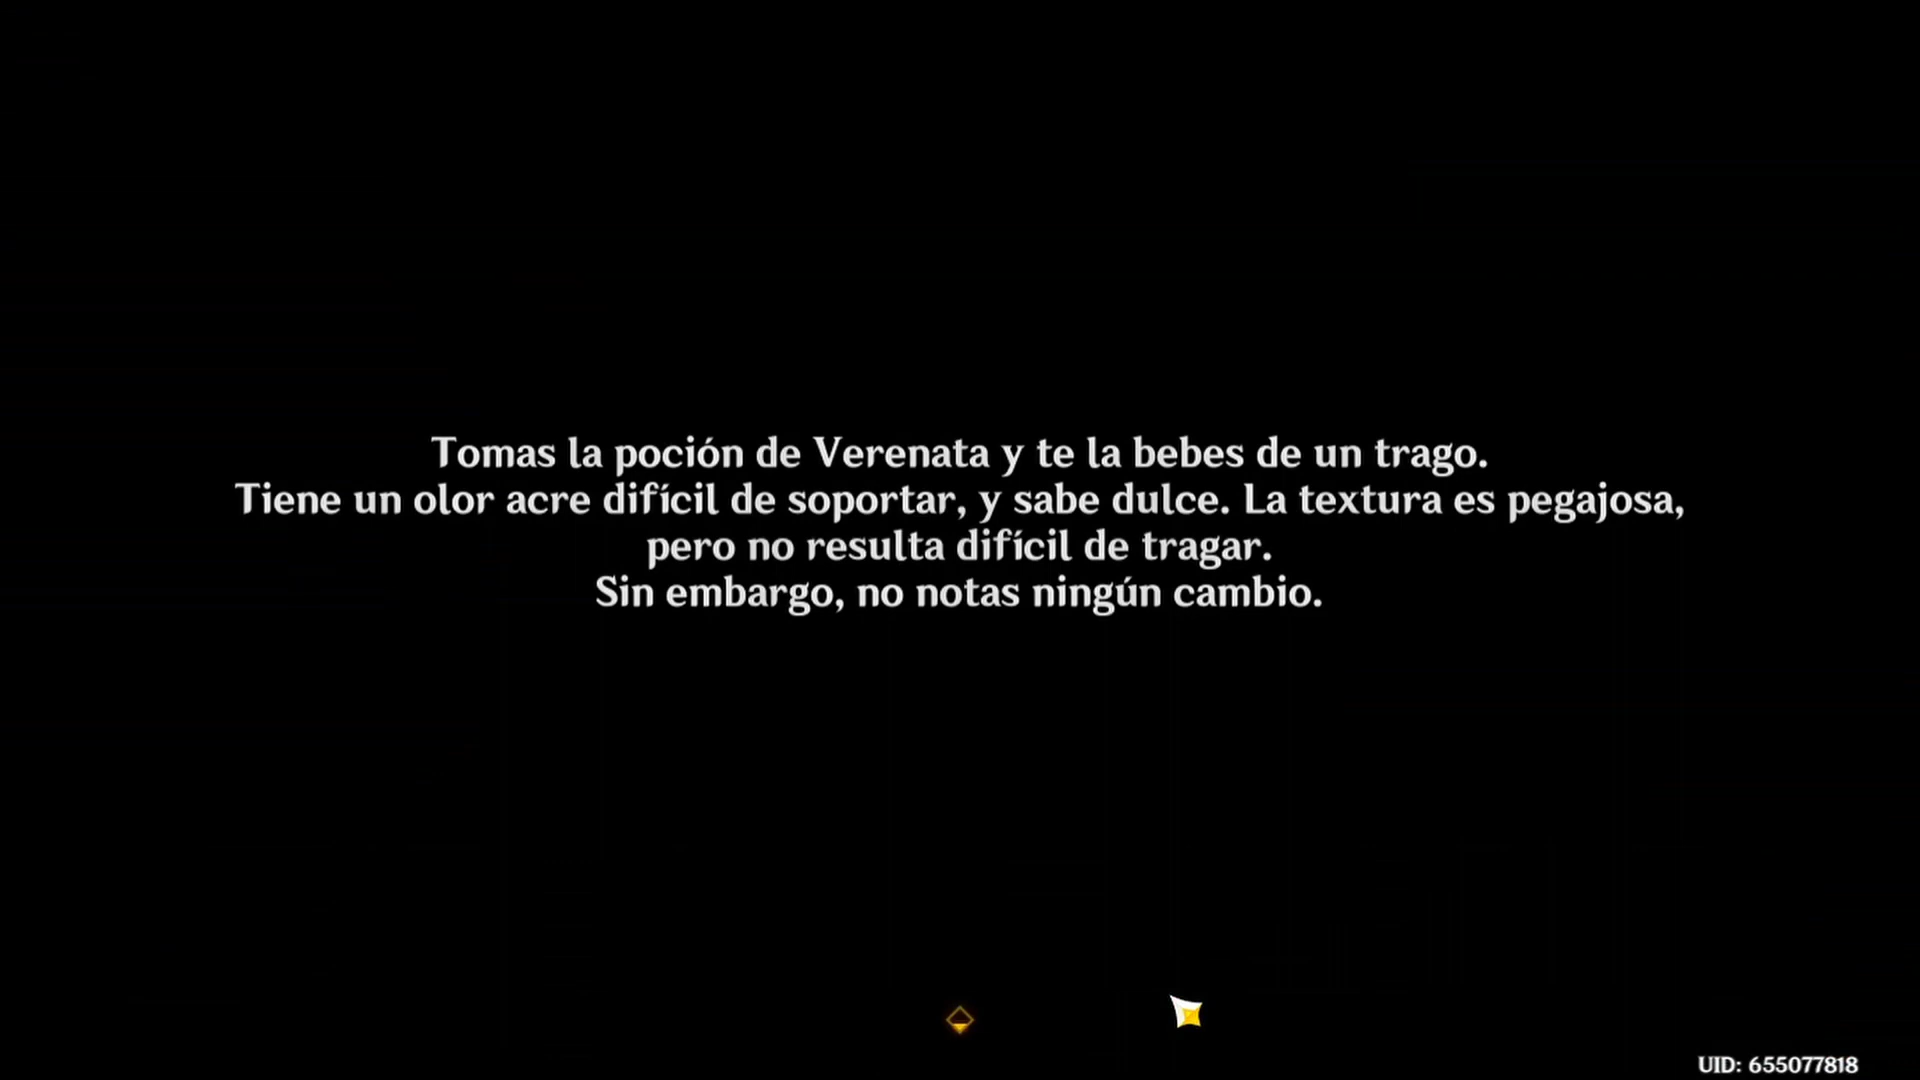 Tomas la poción de Verenata y te la bebes de un trago.
Tiene un olor acre difícil de soportar, y sabe dulce. La textura es pegajosa,
pero no resulta difícil de tragar.
Sin embargo, no notas ningún cambio.
UID: 655077818